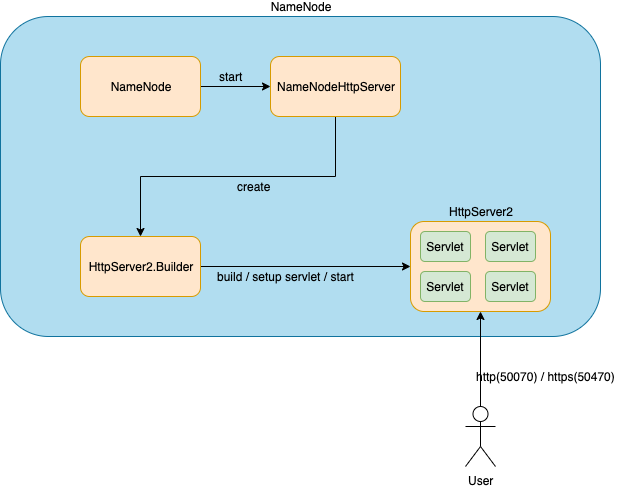 NameNode
NameNode
start
NameNodeHttpServer
create
HttpServer2.Builder
build / setup servlet / start
HttpServer2
Servlet Servlet
Servlet Servlet
http(50070) / https(50470)
User